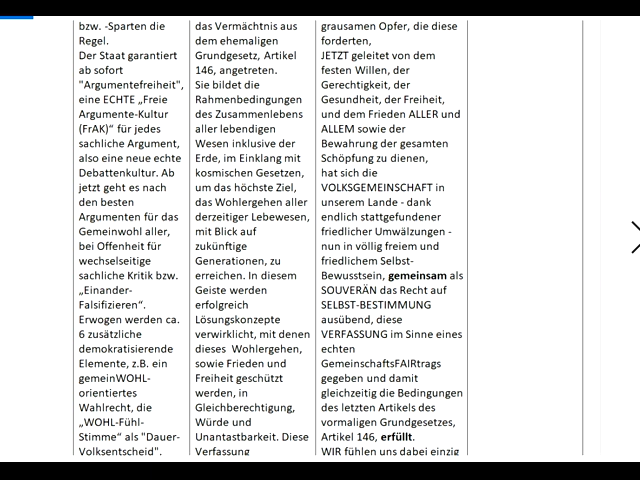 bzw. -Sparten die
Regel.
Der Staat garantiert
ab sofort
"Argumentefreiheit",
eine ECHTE „Freie
Argumente-Kultur
(FrAK)“ für jedes
sachliche Argument,
also eine neue echte
Debattenkultur. Ab
jetzt geht es nach
den besten
Argumenten für das
Gemeinwohl aller,
bei Offenheit für
wechselseitige
sachliche Kritik bzw.
„Einander-
Falsifizieren“.
Erwogen werden ca.
6 zusätzliche
demokratisierende
Elemente, z.B. ein
gemeinWOHL-
orientiertes
Wahlrecht, die
„WOHL-Fühl-
Stimme“ als "Dauer-
Volksentscheid".
das Vermächtnis aus
dem ehemaligen
Grundgesetz, Artikel
146, angetreten.
Sie bildet die
Rahmenbedingungen
des Zusammenlebens
aller lebendigen
Wesen inklusive der
Erde, im Einklang mit
kosmischen Gesetzen,
um das höchste Ziel,
das Wohlergehen aller
derzeitiger Lebewesen,
mit Blick auf
zukünftige
Generationen, zu
erreichen. In diesem
Geiste werden
erfolgreich
Lösungskonzepte
verwirklicht, mit denen
dieses Wohlergehen,
sowie Frieden und
Freiheit geschützt
werden, in
Gleichberechtigung,
Würde und
Unantastbarkeit. Diese
Verfassung
grausamen Opfer, die diese
forderten,
JETZT geleitet von dem
festen Willen, der
Gerechtigkeit, der
Gesundheit, der Freiheit,
und dem Frieden ALLER und
ALLEM sowie der
Bewahrung der gesamten
Schöpfung zu dienen,
hat sich die
VOLKSGEMEINSCHAFT in
unserem Lande - dank
endlich stattgefundener
friedlicher Umwälzungen -
nun in völlig freiem und
friedlichem Selbst-
Bewusstsein, gemeinsam als
SOUVERÄN das Recht auf
SELBST-BESTIMMUNG
ausübend, diese
VERFASSUNG im Sinne eines
echten
GemeinschaftsFAIRtrags
gegeben und damit
gleichzeitig die Bedingungen
des letzten Artikels des
vormaligen Grundgesetzes,
Artikel 146, erfüllt.
WIR fühlen uns dabei einzig